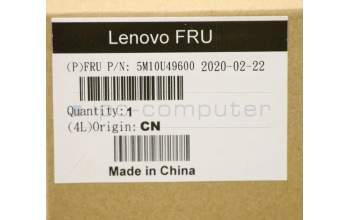 Lenovo FRU
(P)FRU P/N: 5M10U49600 2020-02-22
Quantity:1
(4L)Origin:CN
Made in China